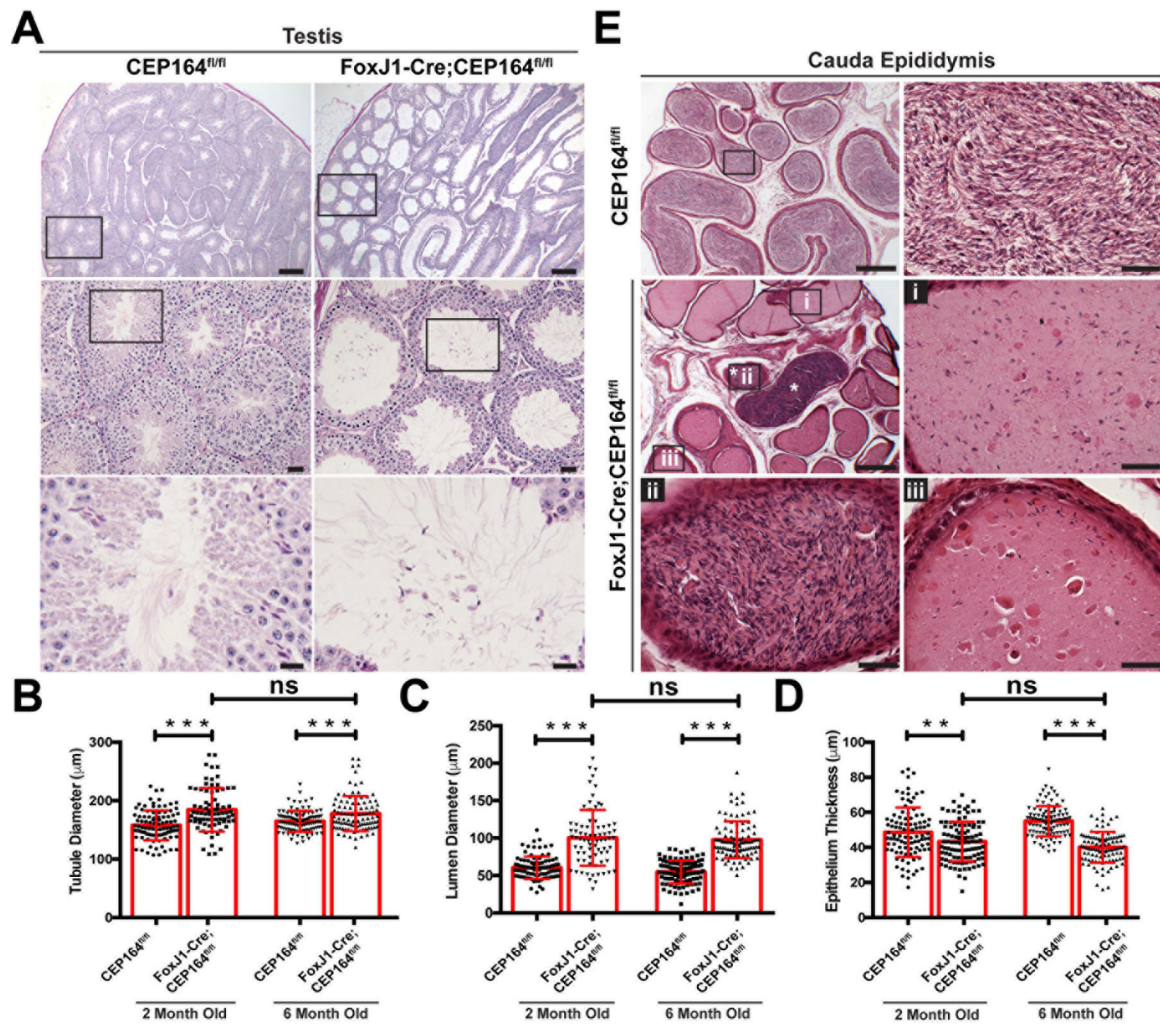 A
Testis
CEP164fl/fl
FoxJ1-Cre;CEP164fl/fl
E
Cauda Epididymis
CEP164fl/fl
FoxJ1-Cre;CEP164fl/fl
i
i
* ii
*
iii
ii
iii
B
ns
* * *
* * *
Tubule Diameter (μm)
300
200
100
0
CEP164fl/fl
FoxJ1-Cre;
CEP164fl/fl
CEP164fl/fl
FoxJ1-Cre;
CEP164fl/fl
2 Month Old
6 Month Old
C
ns
* * *
* * *
Lumen Diameter (μm)
250
200
150
100
50
0
CEP164fl/fl
FoxJ1-Cre;
CEP164fl/fl
CEP164fl/fl
FoxJ1-Cre;
CEP164fl/fl
2 Month Old
6 Month Old
D
ns
* *
* * *
Epithelium Thickness (μm)
100
80
60
40
20
0
CEP164fl/fl
FoxJ1-Cre;
CEP164fl/fl
CEP164fl/fl
FoxJ1-Cre;
CEP164fl/fl
2 Month Old
6 Month Old